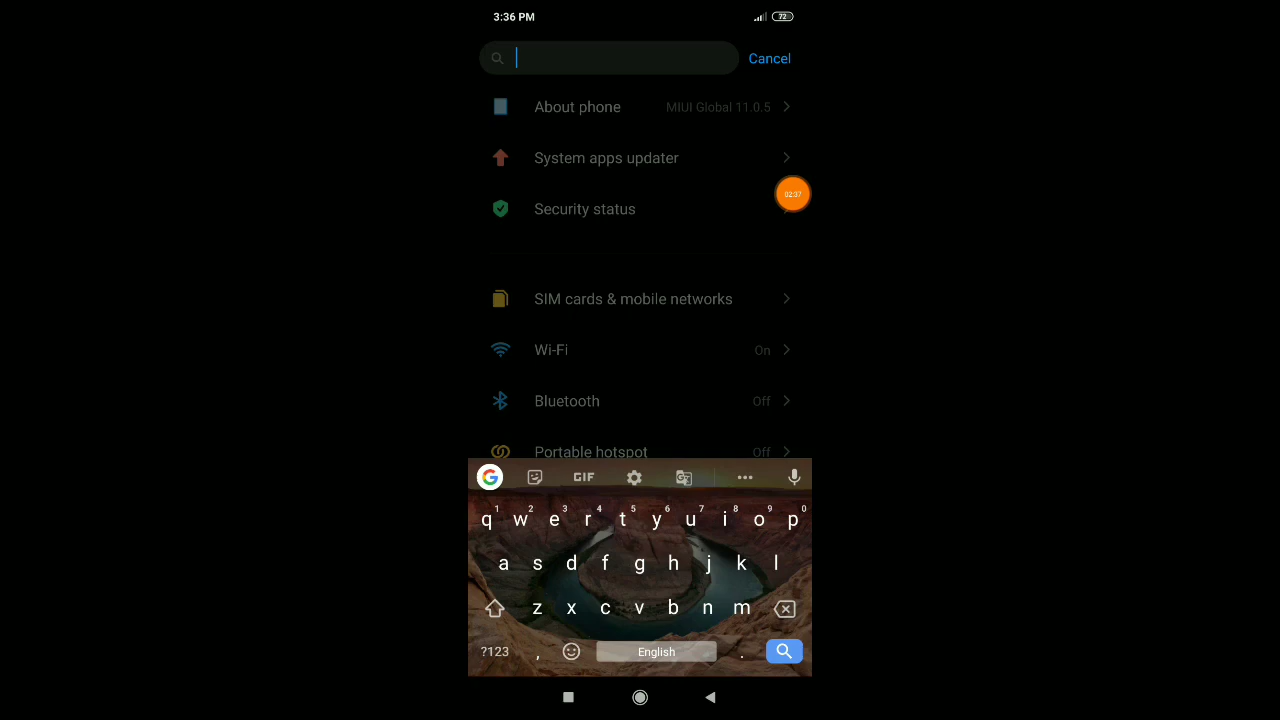 3:36 PM
72
Cancel
About phone MIUI Global 11.0.5
System apps updater
02:37
Security status
SIM cards & mobile networks
Wi-Fi On
Bluetooth Off
Portable hotspot Off
G GIF G
1 2 3 4 5 6 7 8 9 0
q w e r t y u i o p
a s d f g h j k l
z x c v b n m
?123 , English .